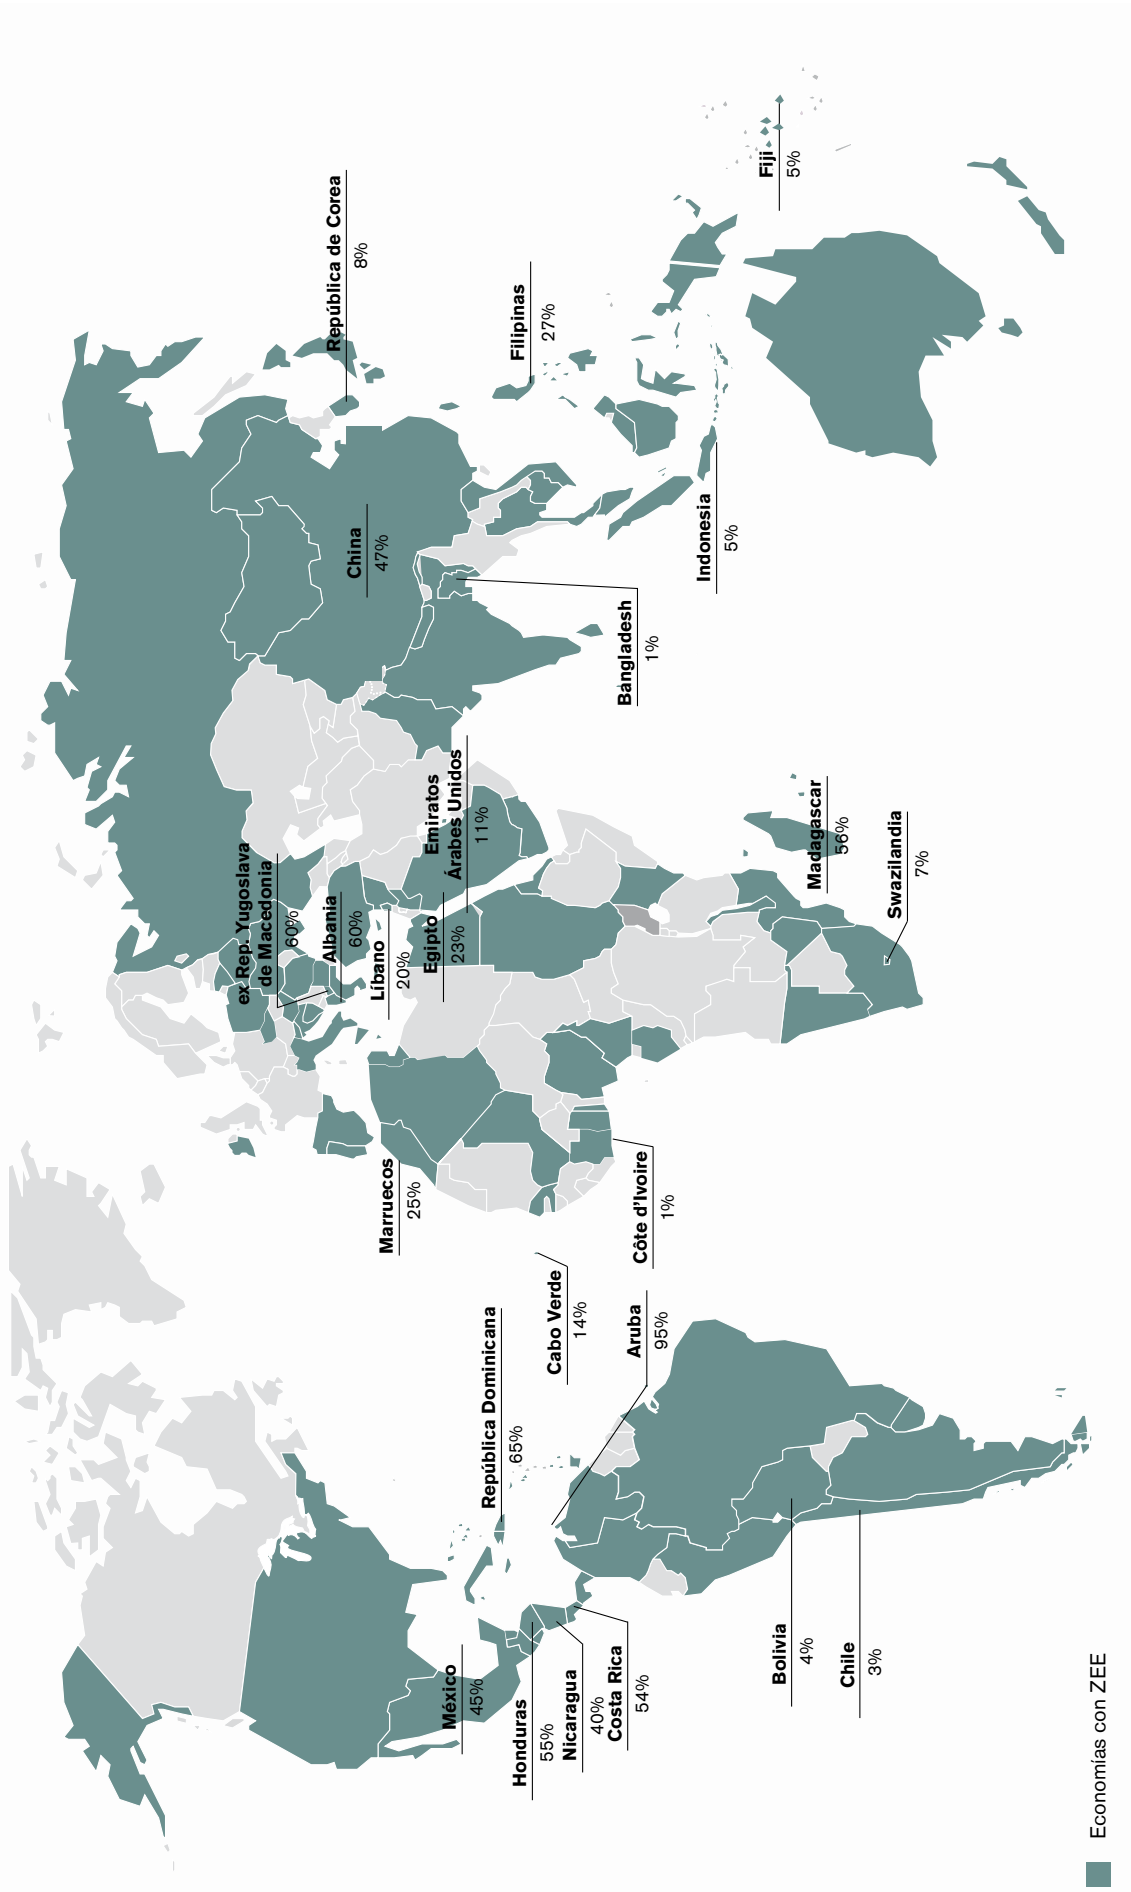 ex Rep. Yugoslava
de Macedonia
60%
Albania
60%
Líbano
20%
Egipto
23%
Emiratos
Árabes Unidos
11%
República de Corea
8%
China
47%
Filipinas
27%
Fiji
5%
Indonesia
5%
Bangladesh
1%
Madagascar
56%
Swazilandia
7%
Marruecos
25%
Côte d'Ivoire
1%
Cabo Verde
14%
Aruba
95%
República Dominicana
65%
México
45%
Honduras
55%
Nicaragua
40%
Costa Rica
54%
Bolivia
4%
Chile
3%
Economías con ZEE